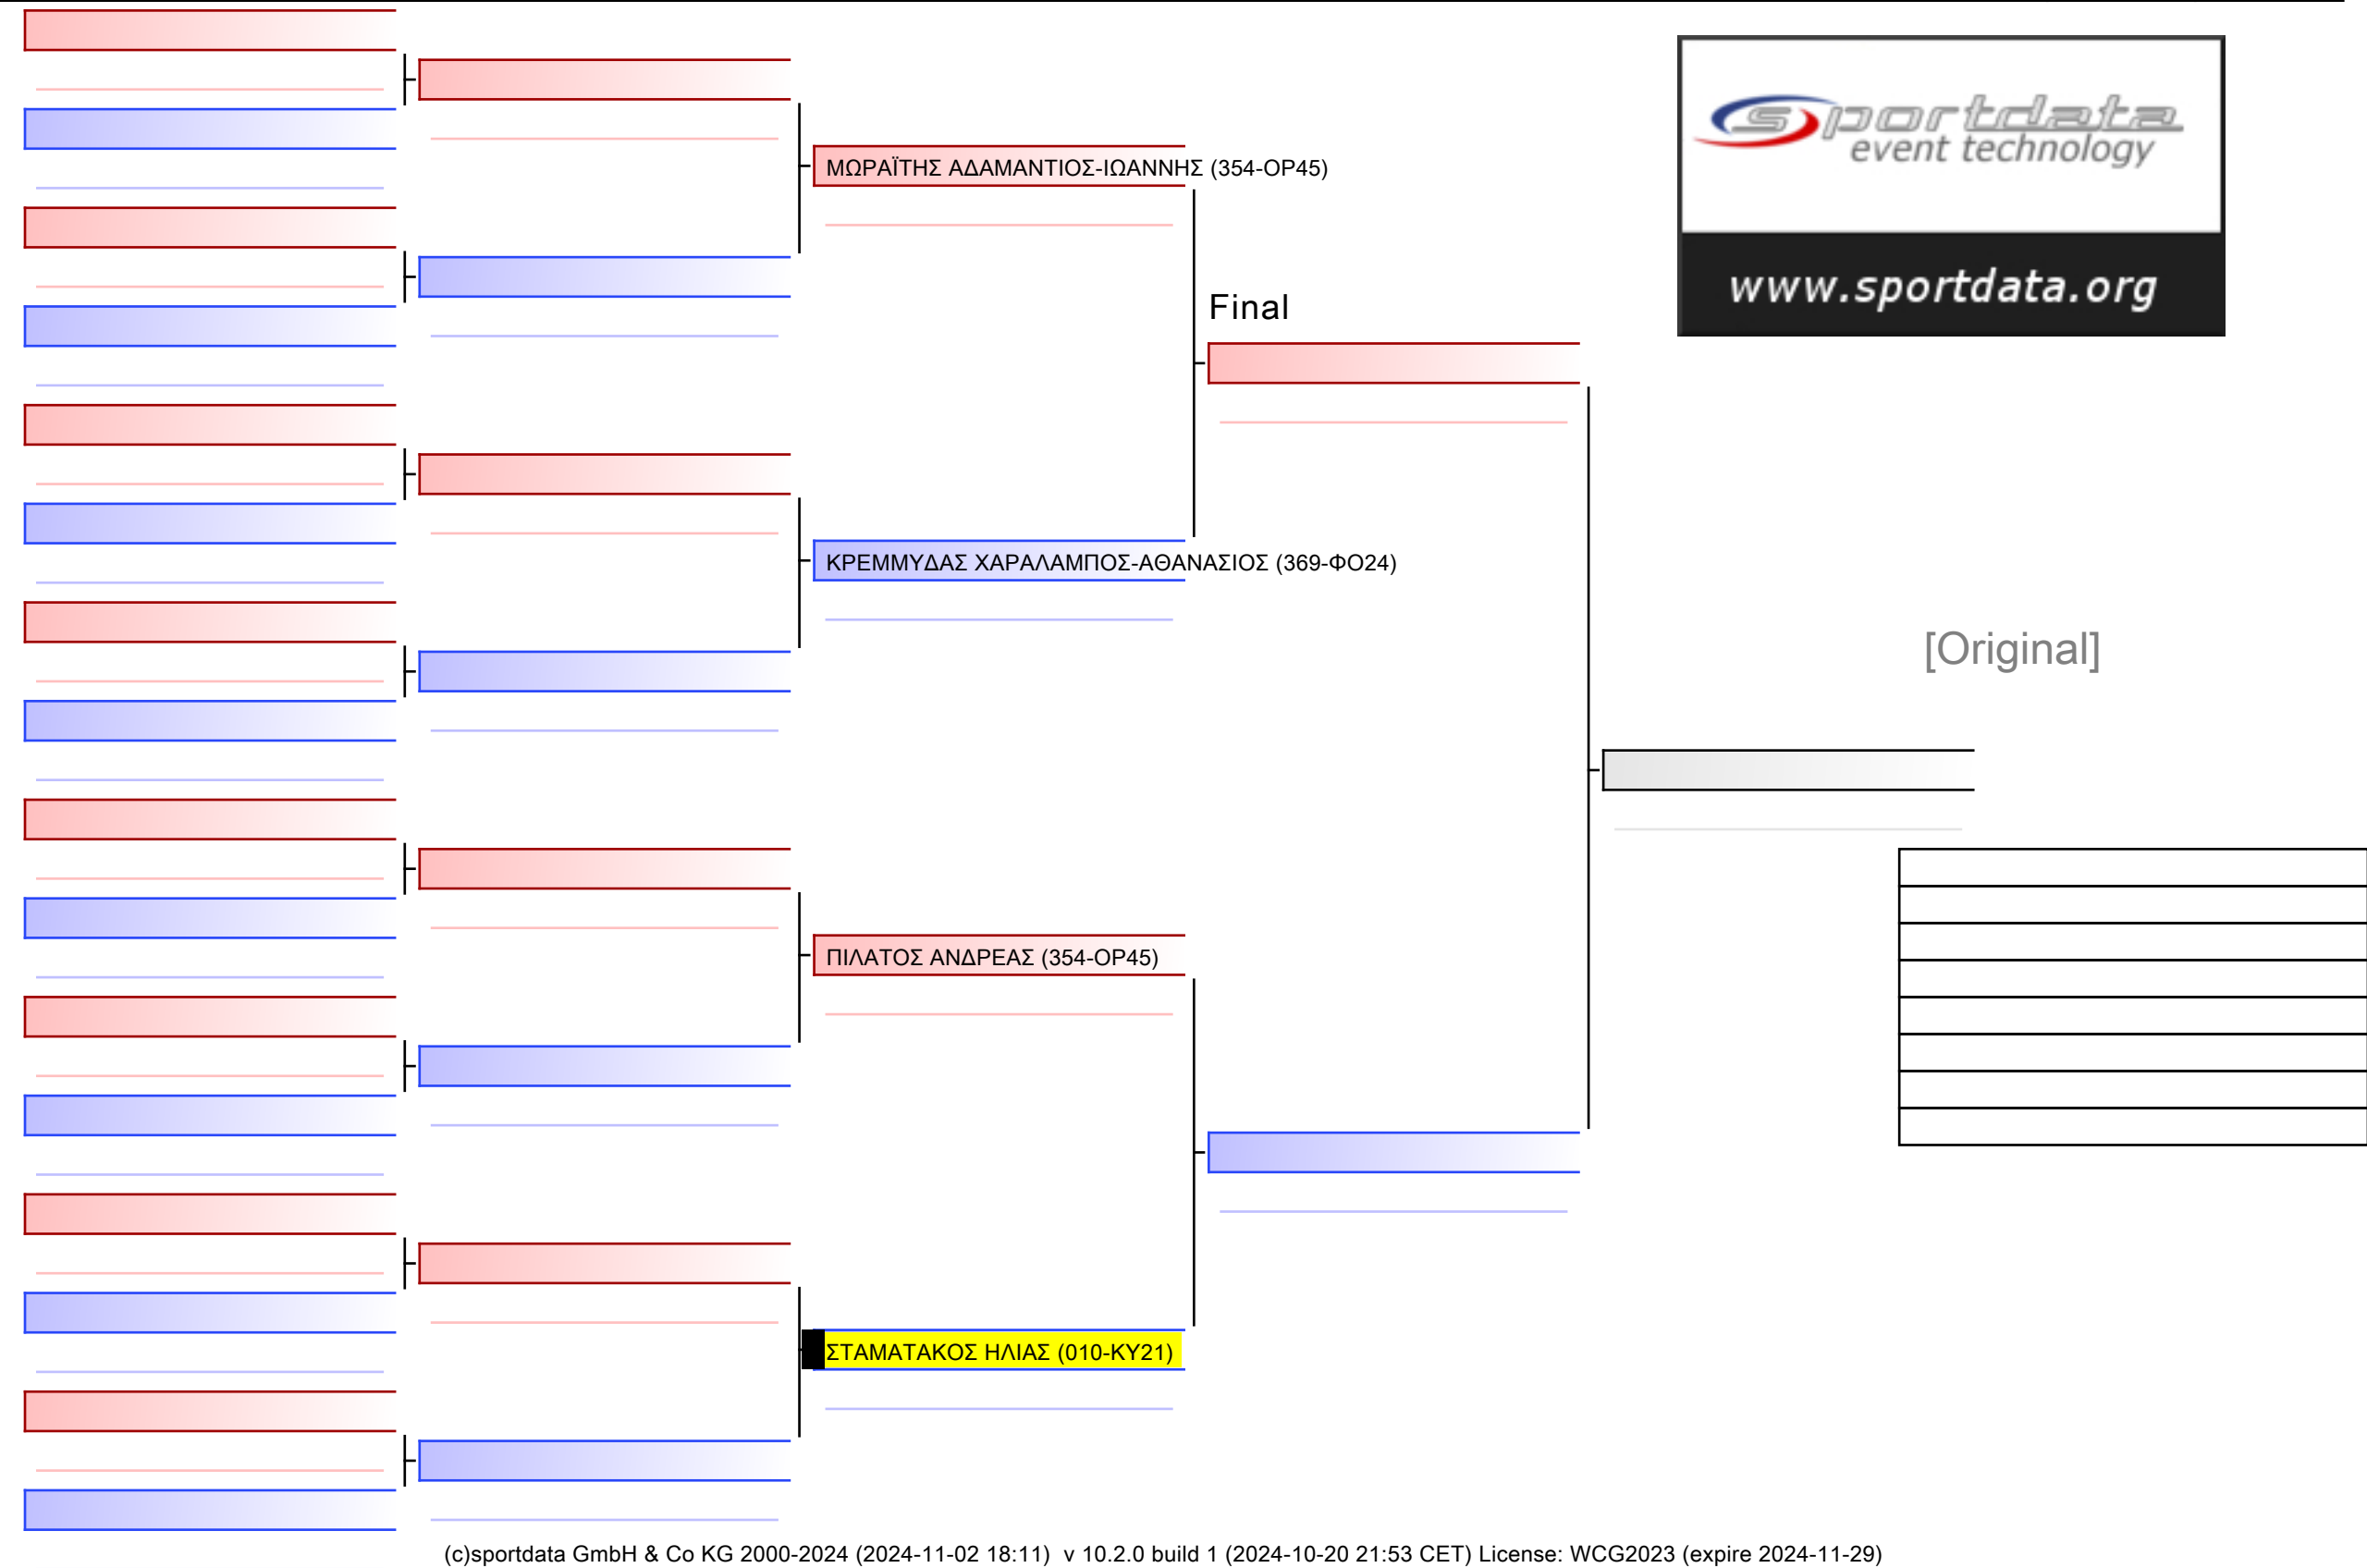 sportdata
event technology
www.sportdata.org
ΜΩΡΑΪΤΗΣ ΑΔΑΜΑΝΤΙΟΣ-ΙΩΑΝΝΗΣ (354-ΟΡ45)
Final
ΚΡΕΜΜΥΔΑΣ ΧΑΡΑΛΑΜΠΟΣ-ΑΘΑΝΑΣΙΟΣ (369-ΦΟ24)
[Original]
ΠΙΛΑΤΟΣ ΑΝΔΡΕΑΣ (354-ΟΡ45)
ΣΤΑΜΑΤΑΚΟΣ ΗΛΙΑΣ (010-ΚΥ21)
(c)sportdata GmbH & Co KG 2000-2024 (2024-11-02 18:11) v 10.2.0 build 1 (2024-10-20 21:53 CET) License: WCG2023 (expire 2024-11-29)